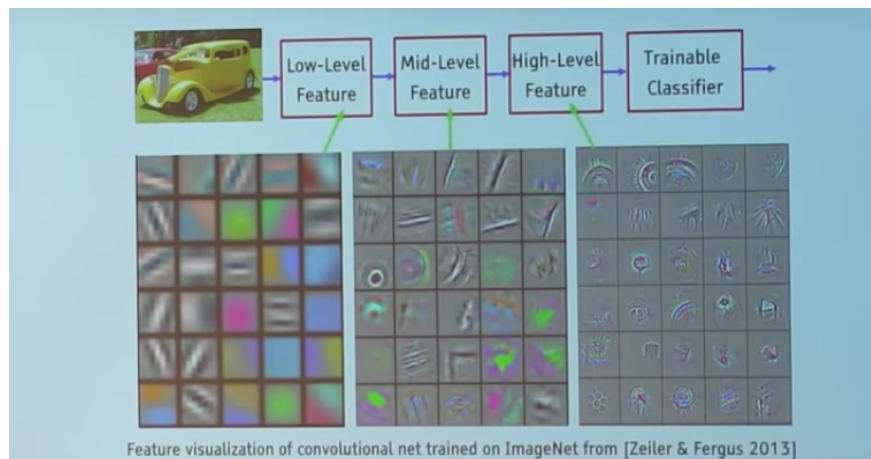 Low-Level
Feature
Mid-Level
Feature
High-Level
Feature
Trainable
Classifier
Feature visualization of convolutional net trained on ImageNet from [Zeiler & Fergus 2013]